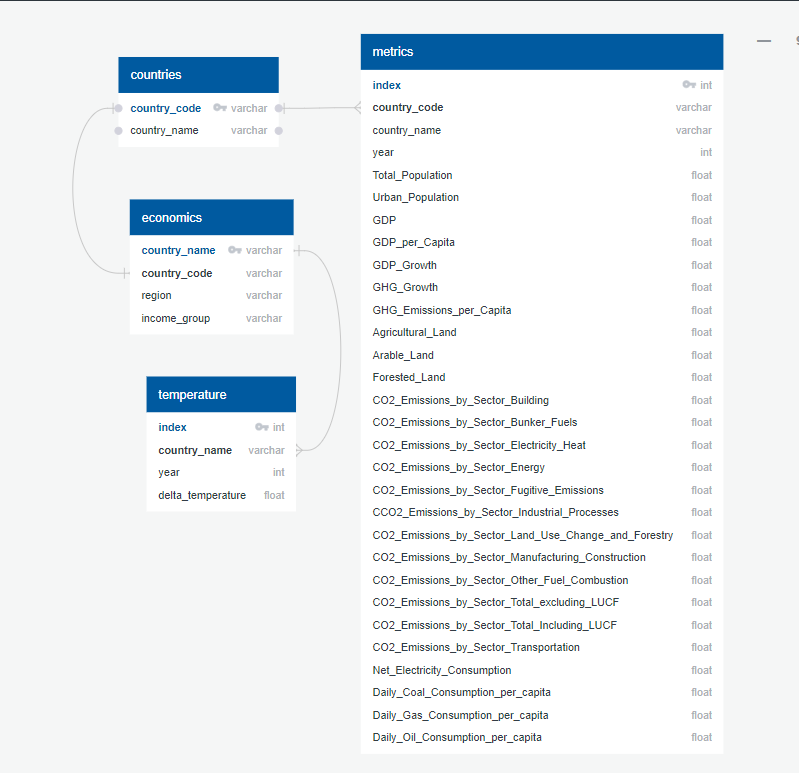 countries
country_code varchar
country_name varchar
economics
country_name varchar
country_code varchar
region varchar
income_group varchar
temperature
index int
country_name varchar
year int
delta_temperature float
metrics
index int
country_code varchar
country_name varchar
year int
Total_Population float
Urban_Population float
GDP float
GDP_per_Capita float
GDP_Growth float
GHG_Growth float
GHG_Emissions_per_Capita float
Agricultural_Land float
Arable_Land float
Forested_Land float
CO2_Emissions_by_Sector_Building float
CO2_Emissions_by_Sector_Bunker_Fuels float
CO2_Emissions_by_Sector_Electricity_Heat float
CO2_Emissions_by_Sector_Energy float
CO2_Emissions_by_Sector_Fugitive_Emissions float
CCO2_Emissions_by_Sector_Industrial_Processes float
CO2_Emissions_by_Sector_Land_Use_Change_and_Forestry float
CO2_Emissions_by_Sector_Manufacturing_Construction float
CO2_Emissions_by_Sector_Other_Fuel_Combustion float
CO2_Emissions_by_Sector_Total_excluding_LUCF float
CO2_Emissions_by_Sector_Total_Including_LUCF float
CO2_Emissions_by_Sector_Transportation float
Net_Electricity_Consumption float
Daily_Coal_Consumption_per_capita float
Daily_Gas_Consumption_per_capita float
Daily_Oil_Consumption_per_capita float